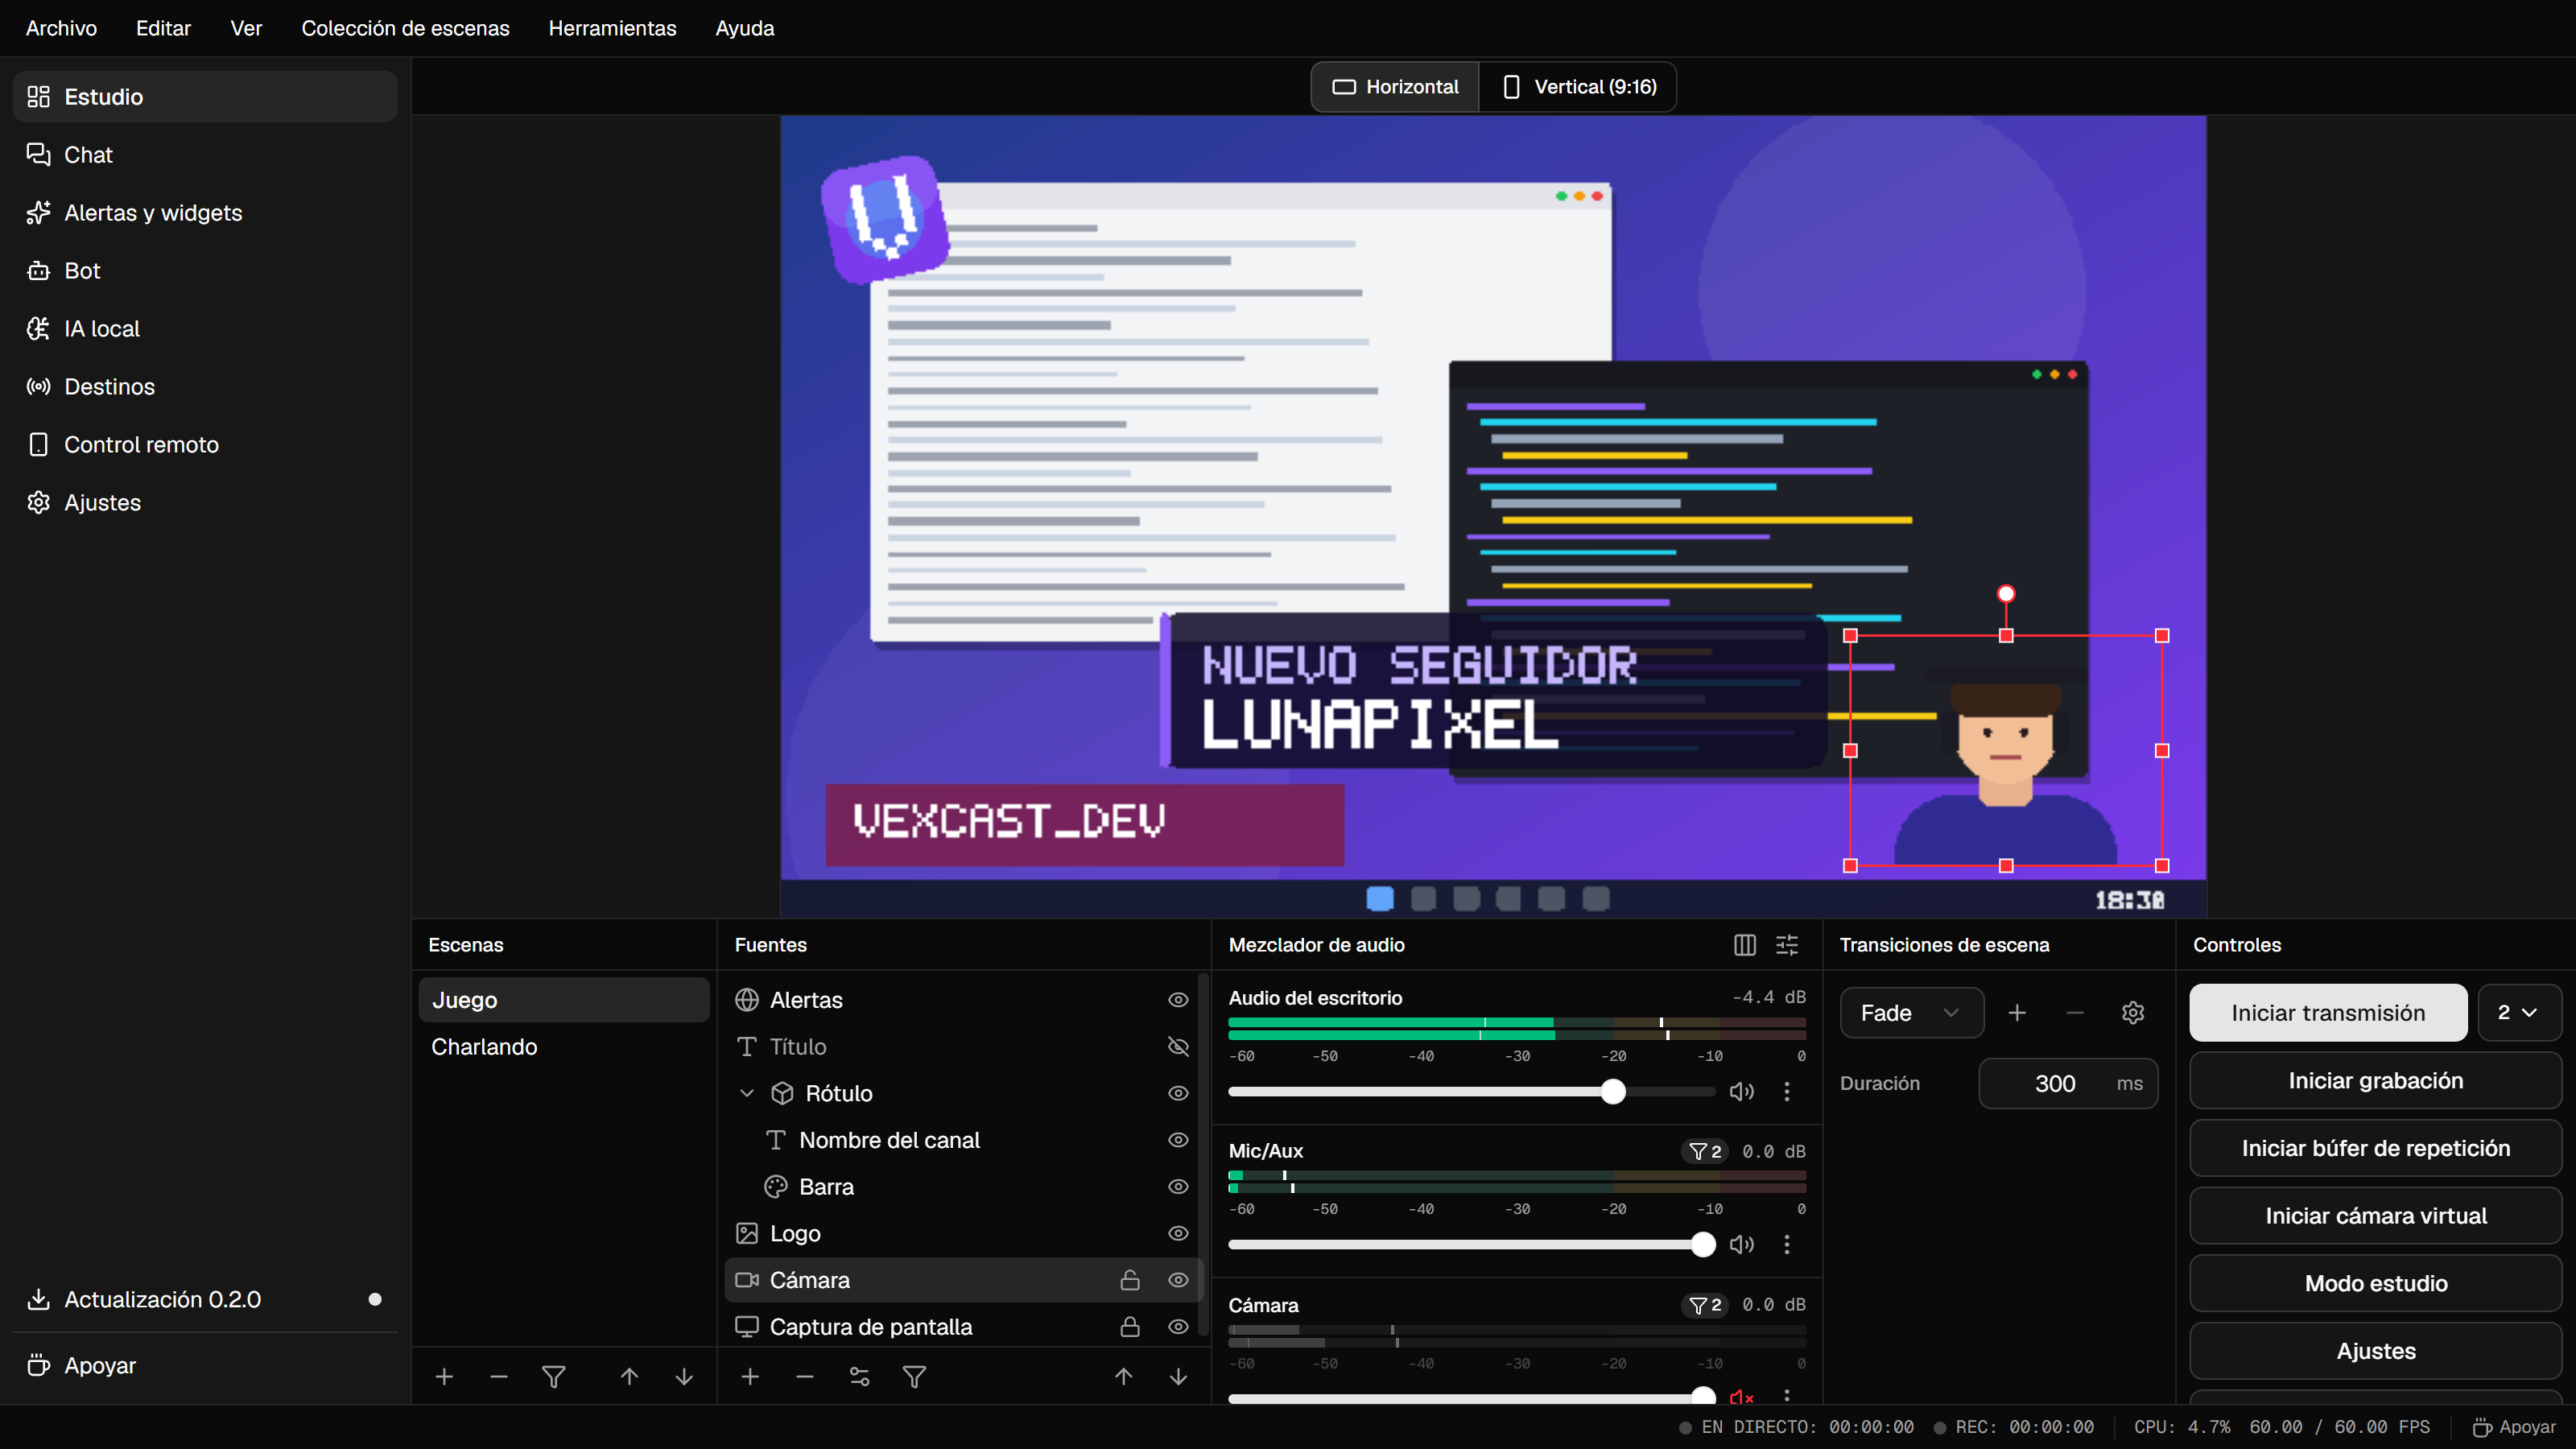 Archivo Editar Ver Colección de escenas Herramientas Ayuda
Estudio
Chat
Alertas y widgets
Bot
IA local
Destinos
Control remoto
Ajustes
Actualización 0.2.0
Apoyar
Horizontal Vertical (9:16)
NUEVO SEGUIDOR
LUNAPIXEL
VEXCAST_DEV
18:30
Escenas
Juego
Charlando
Fuentes
Alertas
Título
Rótulo
Nombre del canal
Barra
Logo
Cámara
Captura de pantalla
Mezclador de audio
Audio del escritorio -4.4 dB
-60 -50 -40 -30 -20 -10 0
Mic/Aux 2 0.0 dB
-60 -50 -40 -30 -20 -10 0
Cámara 2 0.0 dB
-60 -50 -40 -30 -20 -10 0
Transiciones de escena
Fade
Duración 300 ms
Controles
Iniciar transmisión 2
Iniciar grabación
Iniciar búfer de repetición
Iniciar cámara virtual
Modo estudio
Ajustes
EN DIRECTO: 00:00:00 REC: 00:00:00 CPU: 4.7% 60.00 / 60.00 FPS Apoyar